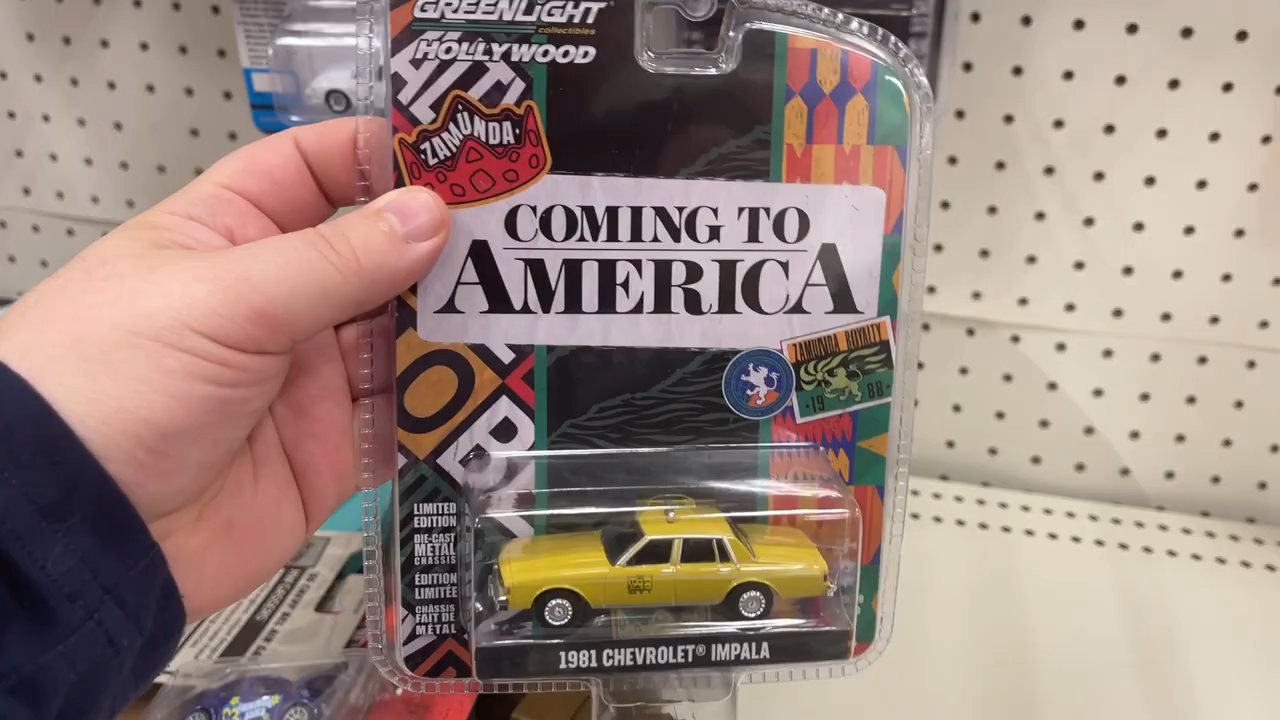 GREENLIGHT
collectibles
HOLLYWOOD
ZAMUNDA
COMING TO
AMERICA
ZAMUNDA ROYALTY
·19 88·
LIMITED
EDITION
DIE-CAST
METAL
CHASSIS
ÉDITION
LIMITÉE
CHÂSSIS
FAIT DE
MÉTAL
1981 CHEVROLET® IMPALA